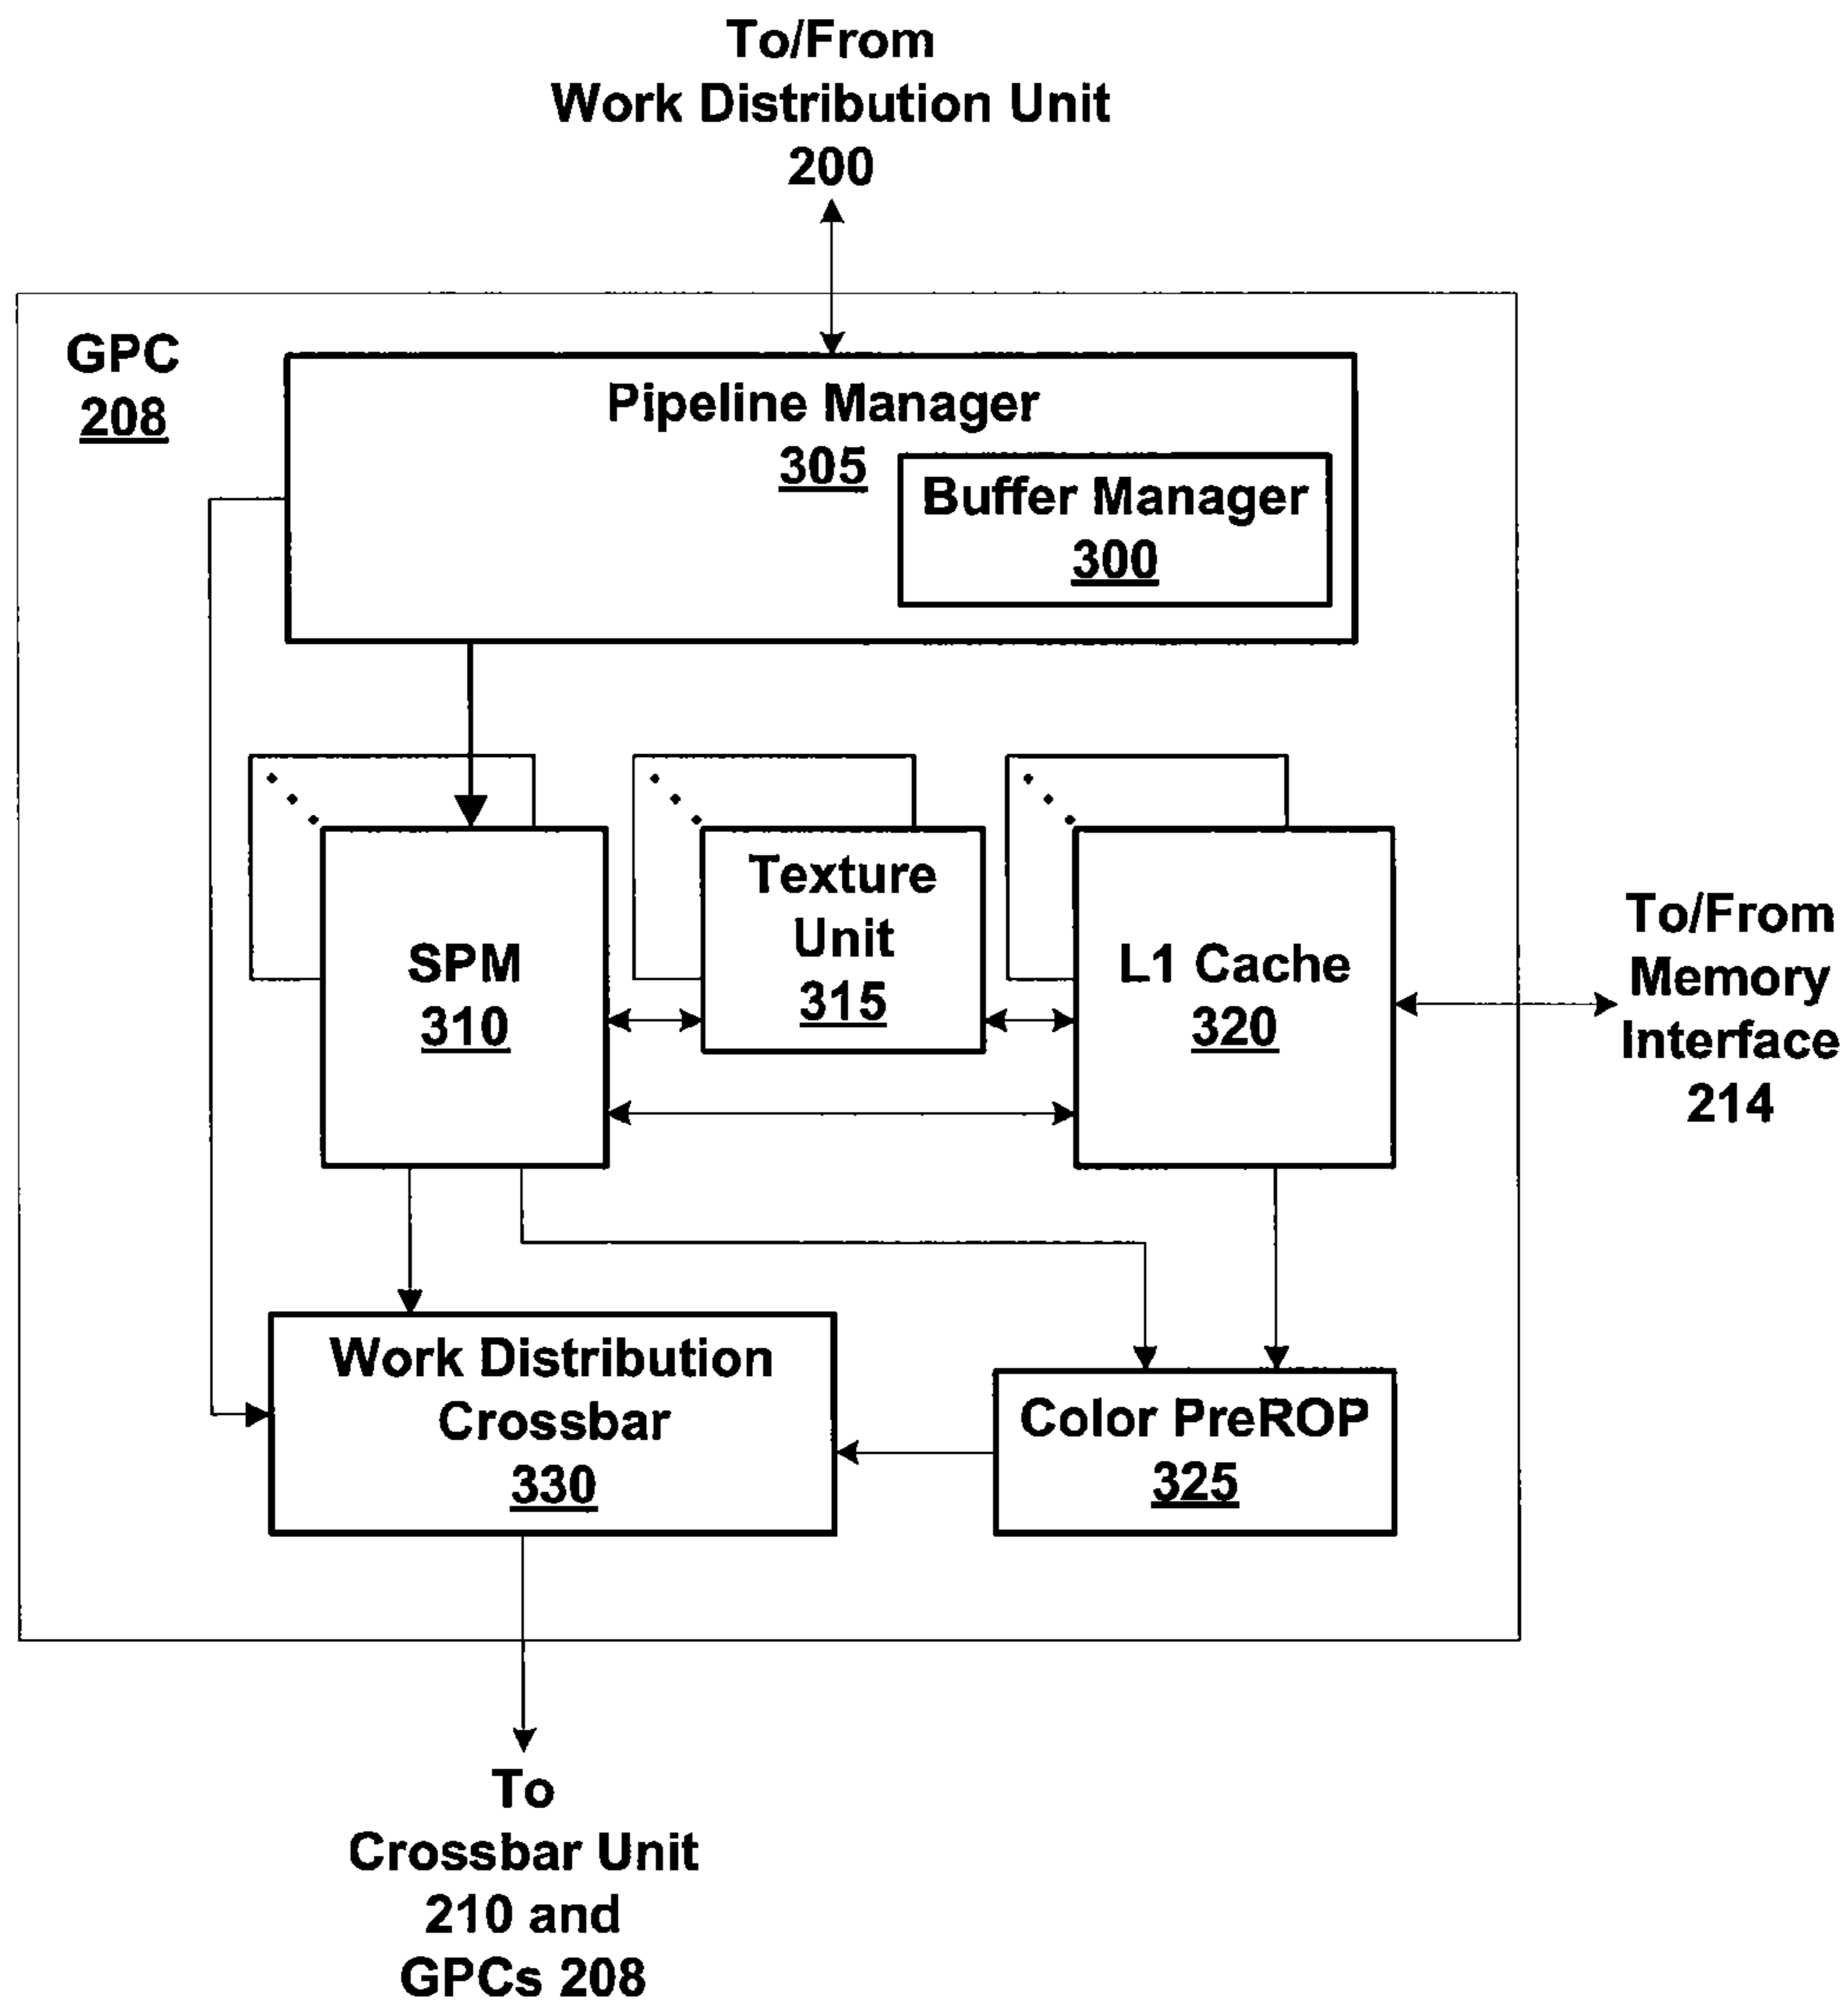 To/From
Work Distribution Unit
200
GPC
208
Pipeline Manager
305
Buffer Manager
300
SPM
310
Texture
Unit
315
L1 Cache
320
To/From
Memory
Interface
214
Work Distribution
Crossbar
330
Color PreROP
325
To
Crossbar Unit
210 and
GPCs 208